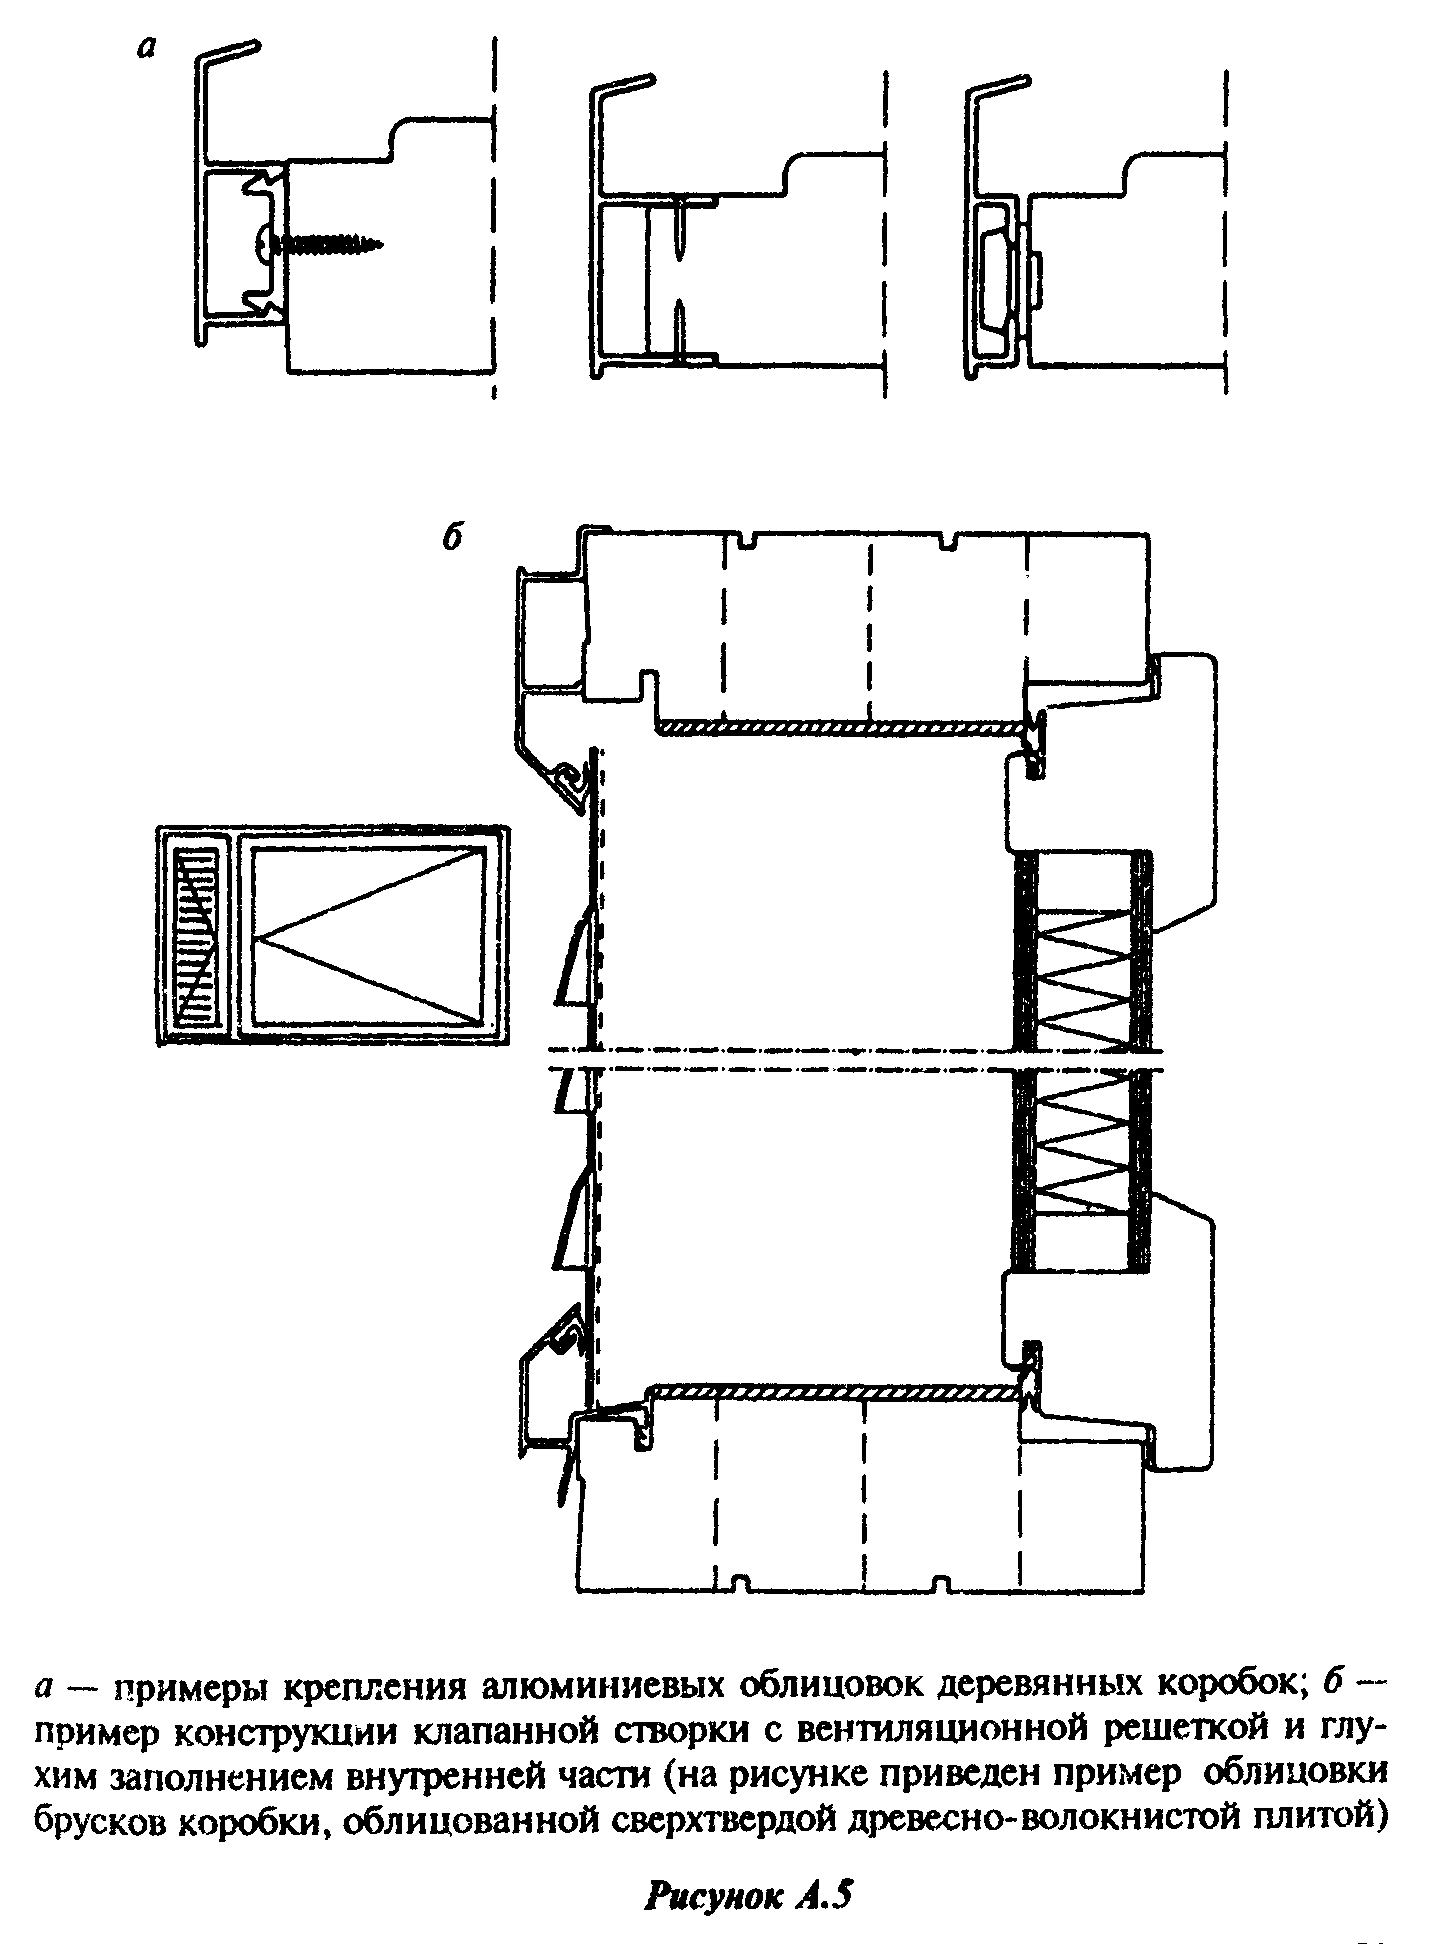 а
б
а — примеры крепления алюминиевых облицовок деревянных коробок; б —
пример конструкции клапанной створки с вентиляционной решеткой и глу-
хим заполнением внутренней части (на рисунке приведен пример облицовки
брусков коробки, облицованной сверхтвердой древесно-волокнистой плитой)
Рисунок А.5